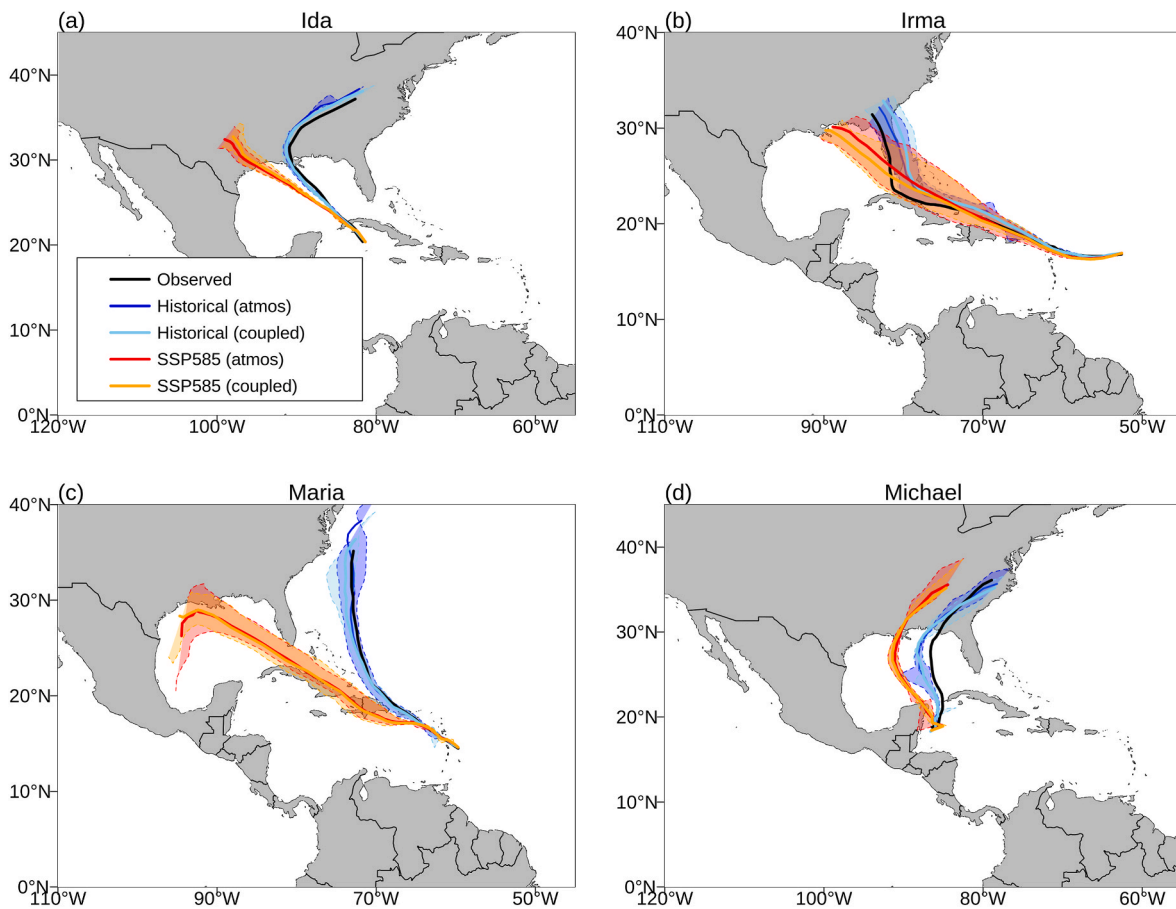 (a) Ida
40°N
30°N
20°N
10°N
0°N
120°W 100°W 80°W 60°W
Observed
Historical (atmos)
Historical (coupled)
SSP585 (atmos)
SSP585 (coupled)
(b) Irma
40°N
30°N
20°N
10°N
0°N
110°W 90°W 70°W 50°W
(c) Maria
40°N
30°N
20°N
10°N
0°N
110°W 90°W 70°W 50°W
(d) Michael
40°N
30°N
20°N
10°N
0°N
120°W 100°W 80°W 60°W